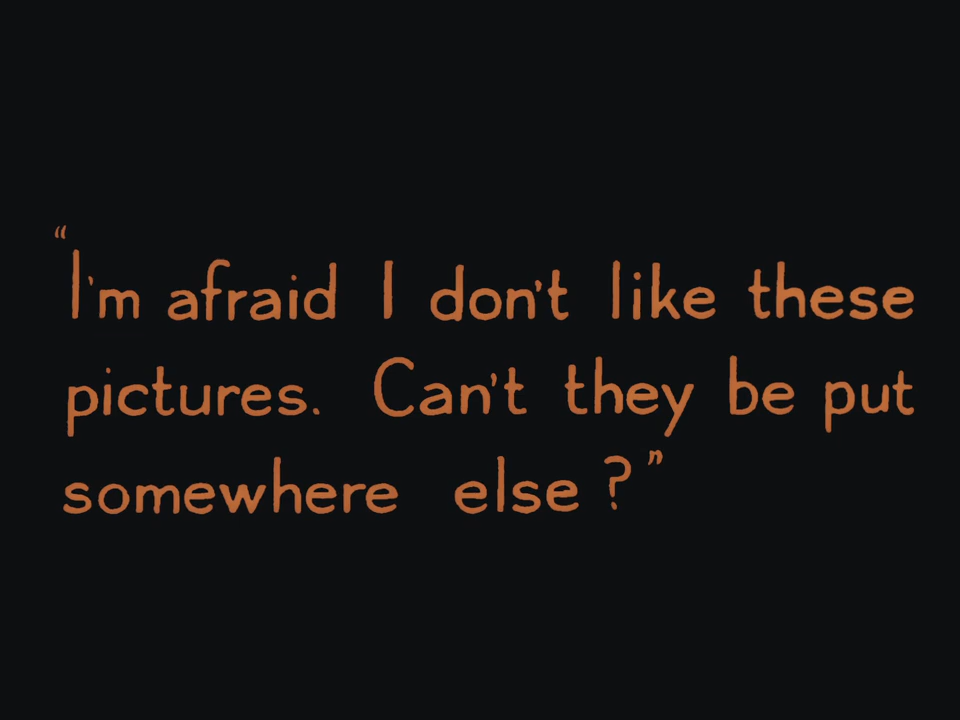 "I'm afraid I don't like these
pictures. Can't they be put
somewhere else?"